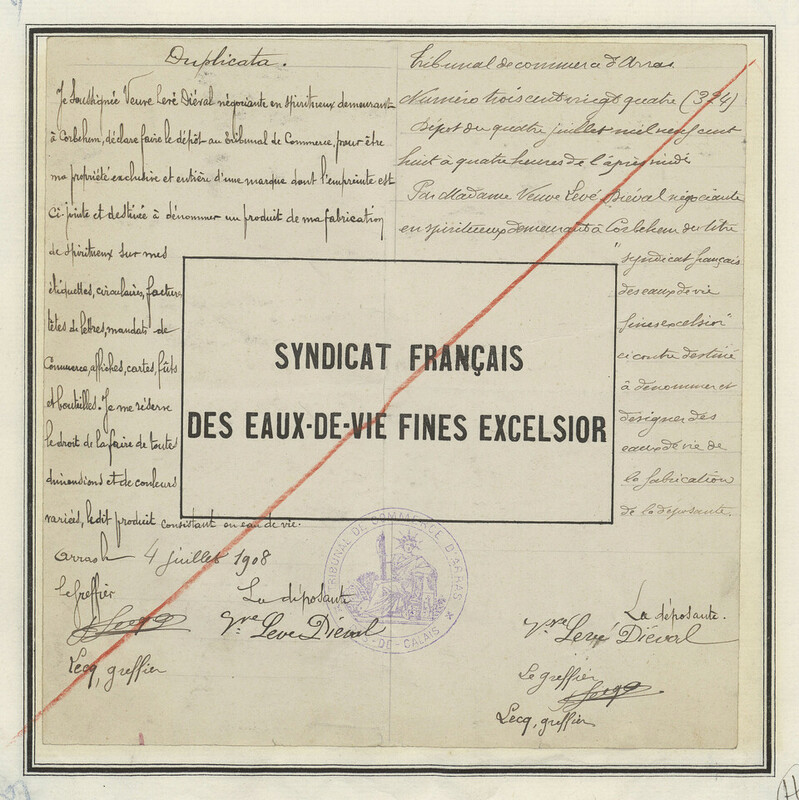 Duplicata.
Je Soussignée Veuve Levé Diéval négociante en spiritueux demeurant
à Corbehem, déclare faire le dépôt au Tribunal de Commerce, pour être
ma propriété exclusive et entière d'une marque dont l'empreinte est
ci-jointe et destinée à dénommer un produit de ma fabrication
de spiritueux sur mes
étiquettes, circulaires, factures,
têtes de lettres, mandats de
Commerce, affiches, cartes, fûts
et bouteilles. Je me réserve
le droit de la faire de toute
dimensions et de couleurs
variées, ledit produit consistant en eau de vie.
Arras le 4 juillet 1908
Le Greffier
La déposante
Vve Levé Diéval
Lecq, greffier
Tribunal de commerce d'Arras
Numéro trois cent vingt quatre (324)
Dépôt du quatre juillet mil neuf cent
huit à quatre heures de l'après midi
Par Madame Veuve Levé Diéval négociante
en spiritueux demeurant à Corbehem du titre
"syndicat français
des eaux de vie
fines excelsior"
ci contre destiné
à dénommer et
désigner des
eaux de vie de
la fabrication
de la déposante.
La déposante.
Vve Levé Diéval
Le greffier
Lecq, greffier
SYNDICAT FRANÇAIS
DES EAUX-DE-VIE FINES EXCELSIOR
TRIBUNAL DE COMMERCE D'ARRAS
PAS-DE-CALAIS